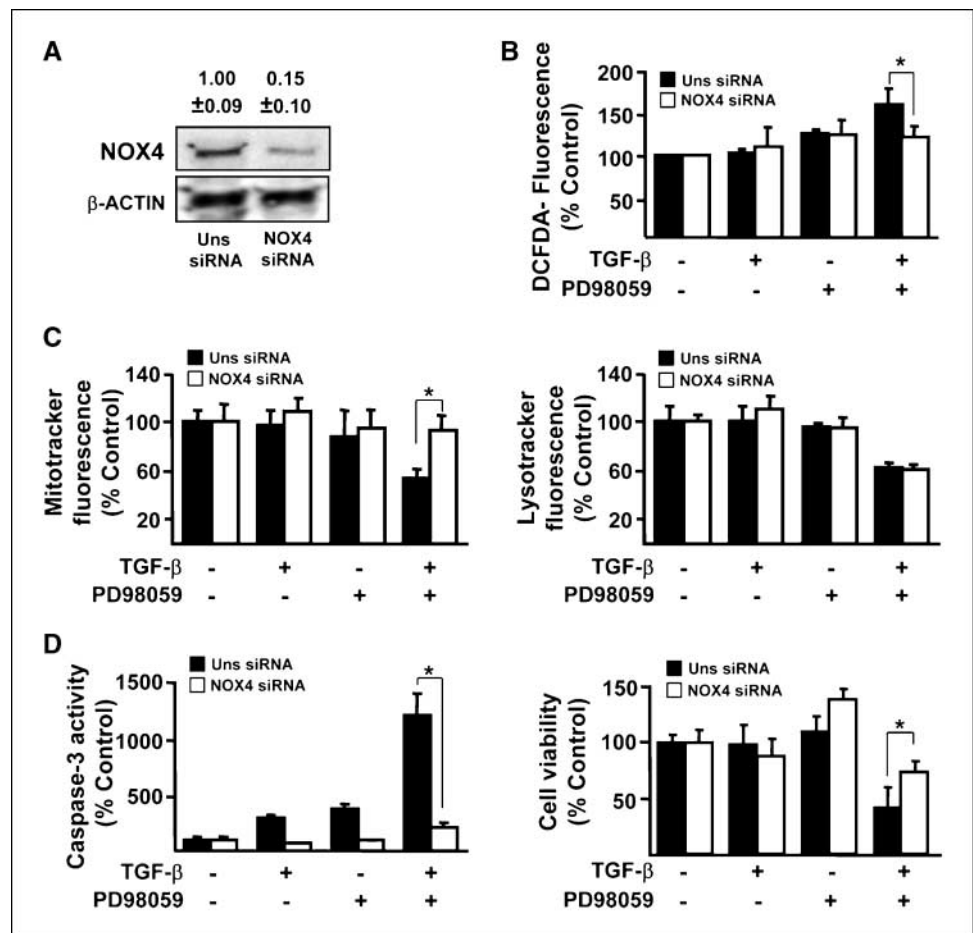 A
1.00 0.15
±0.09 ±0.10
NOX4
β-ACTIN
Uns NOX4
siRNA siRNA
B
DCFDA- Fluorescence
(% Control)
200
150
100
50
Uns siRNA
NOX4 siRNA
*
TGF-β - + - +
PD98059 - - + +
C
Mitotracker
fluorescence
(% Control)
140
100
60
20
Uns siRNA
NOX4 siRNA
*
TGF-β - + - +
PD98059 - - + +
Lysotracker
fluorescence
(% Control)
140
100
60
20
Uns siRNA
NOX4 siRNA
TGF-β - + - +
PD98059 - - + +
D
Caspase-3 activity
(% Control)
1500
1000
500
Uns siRNA
NOX4 siRNA
*
TGF-β - + - +
PD98059 - - + +
Cell viability
(% Control)
150
100
50
Uns siRNA
NOX4 siRNA
*
TGF-β - + - +
PD98059 - - + +